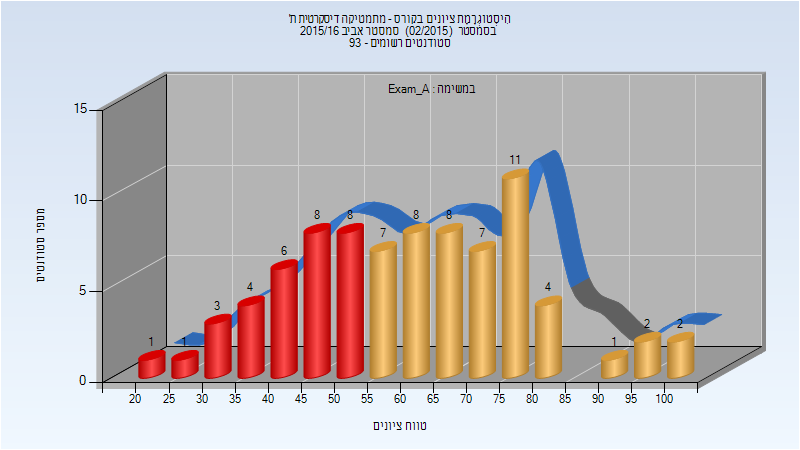 היסטוגרמת ציונים בקורס - מתמטיקה דיסקרטית ת'
בסמסטר (02/2015) סמסטר אביב 2015/16
סטודנטים רשומים - 93
במשימה : Exam_A
מספר סטודנטים
15
10
5
0
1
1
3
4
6
8
8
7
8
8
7
11
4
1
2
2
20 25 30 35 40 45 50 55 60 65 70 75 80 85 90 95 100
טווח ציונים